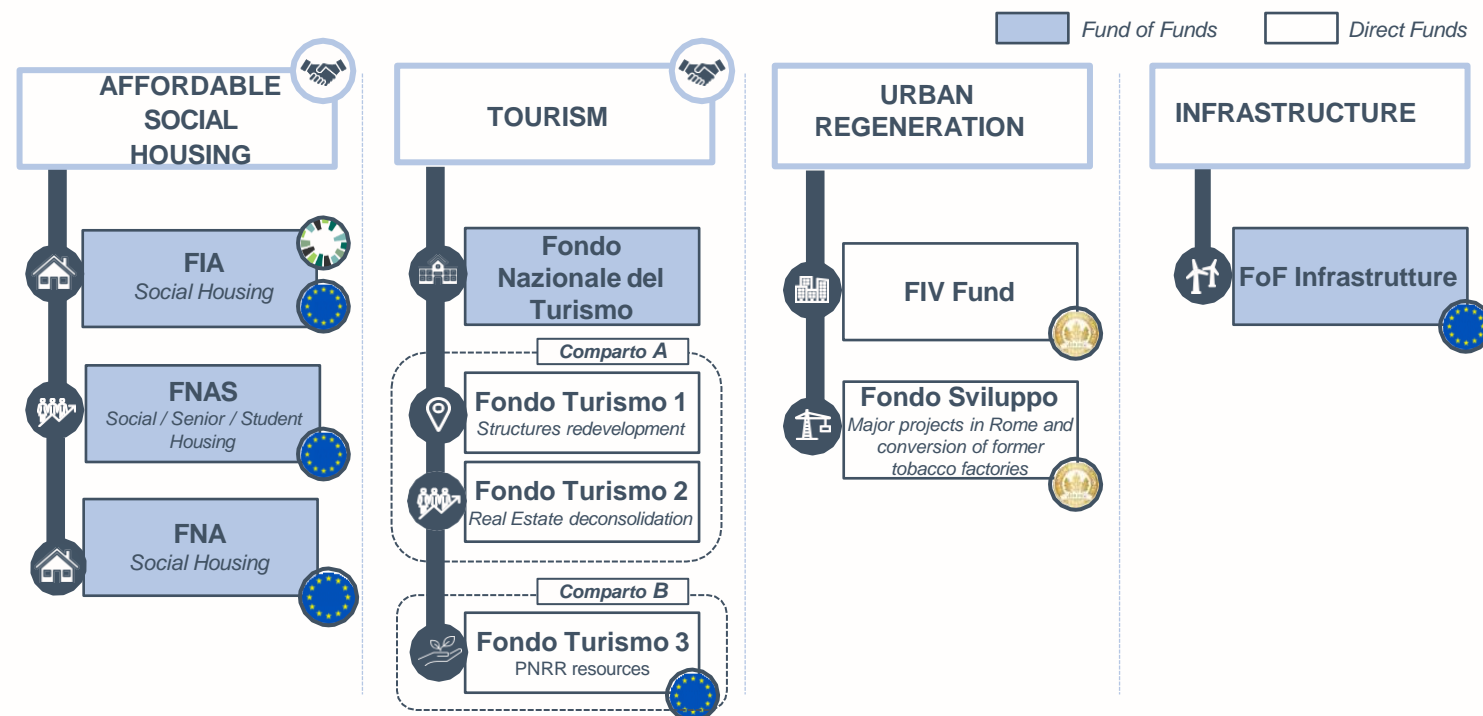 Fund of Funds
Direct Funds
AFFORDABLE
SOCIAL
HOUSING
FIA
Social Housing
FNAS
Social / Senior / Student
Housing
FNA
Social Housing
TOURISM
Fondo
Nazionale del
Turismo
Comparto A
Fondo Turismo 1
Structures redevelopment
Fondo Turismo 2
Real Estate deconsolidation
Comparto B
Fondo Turismo 3
PNRR resources
URBAN
REGENERATION
FIV Fund
Fondo Sviluppo
Major projects in Rome and
conversion of former
tobacco factories
INFRASTRUCTURE
FoF Infrastrutture